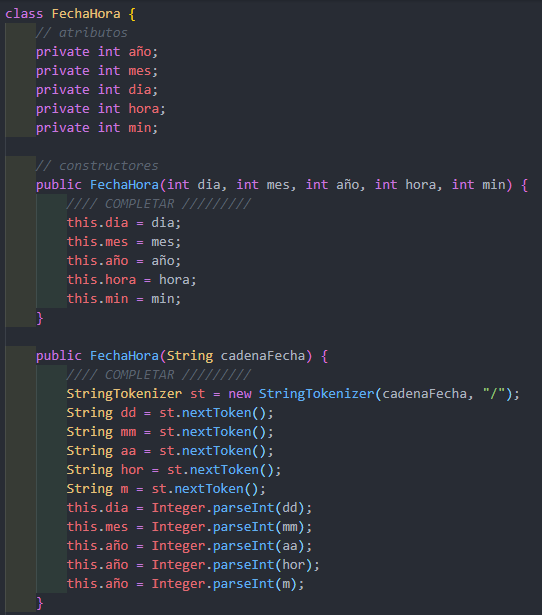 class FechaHora {
// atributos
private int año;
private int mes;
private int dia;
private int hora;
private int min;
// constructores
public FechaHora(int dia, int mes, int año, int hora, int min) {
//// COMPLETAR /////////
this.dia = dia;
this.mes = mes;
this.año = año;
this.hora = hora;
this.min = min;
}
public FechaHora(String cadenaFecha) {
//// COMPLETAR /////////
StringTokenizer st = new StringTokenizer(cadenaFecha, "/");
String dd = st.nextToken();
String mm = st.nextToken();
String aa = st.nextToken();
String hor = st.nextToken();
String m = st.nextToken();
this.dia = Integer.parseInt(dd);
this.mes = Integer.parseInt(mm);
this.año = Integer.parseInt(aa);
this.año = Integer.parseInt(hor);
this.año = Integer.parseInt(m);
}